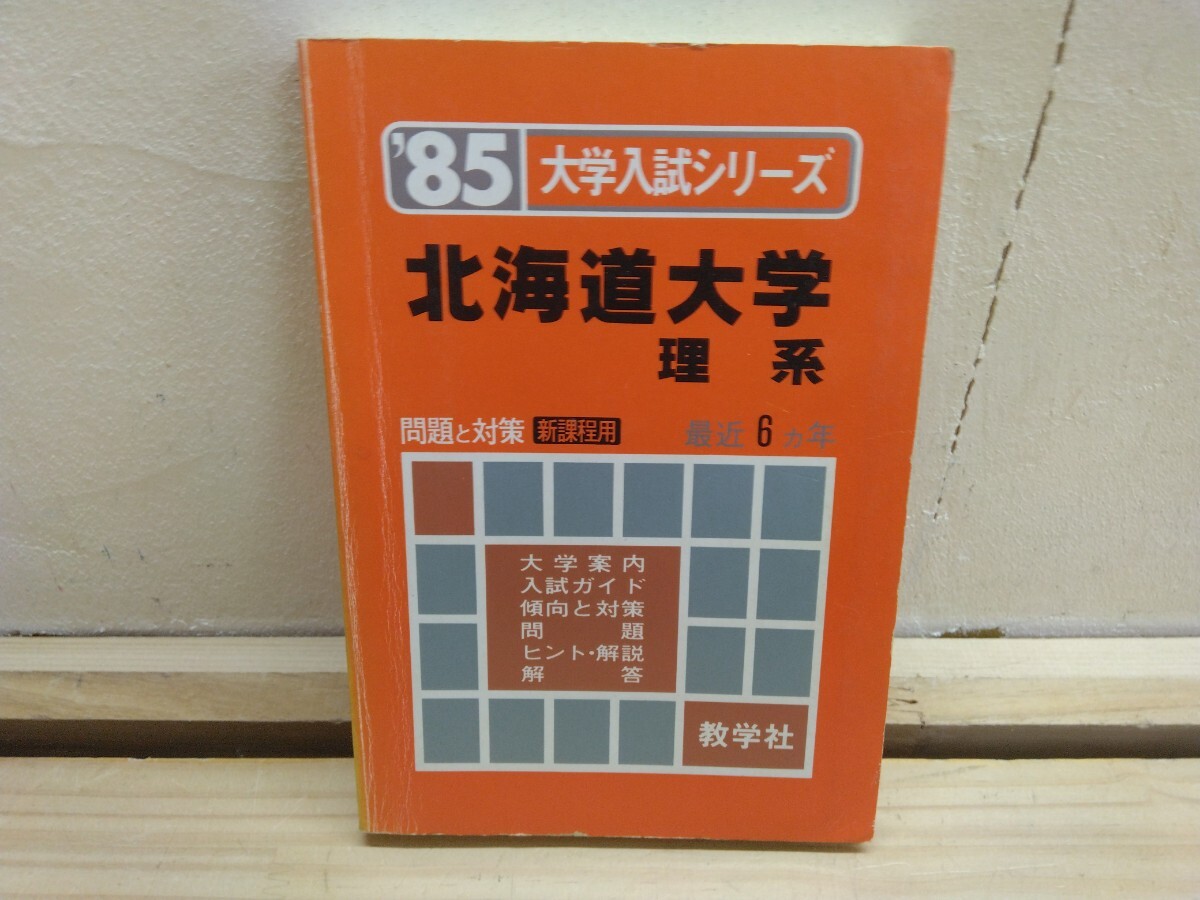 '85 大学入試シリーズ
北海道大学
理系
問題と対策 新課程用 最近6ヵ年
大学案内
入試ガイド
傾向と対策
問題
ヒント・解説
解答
教学社